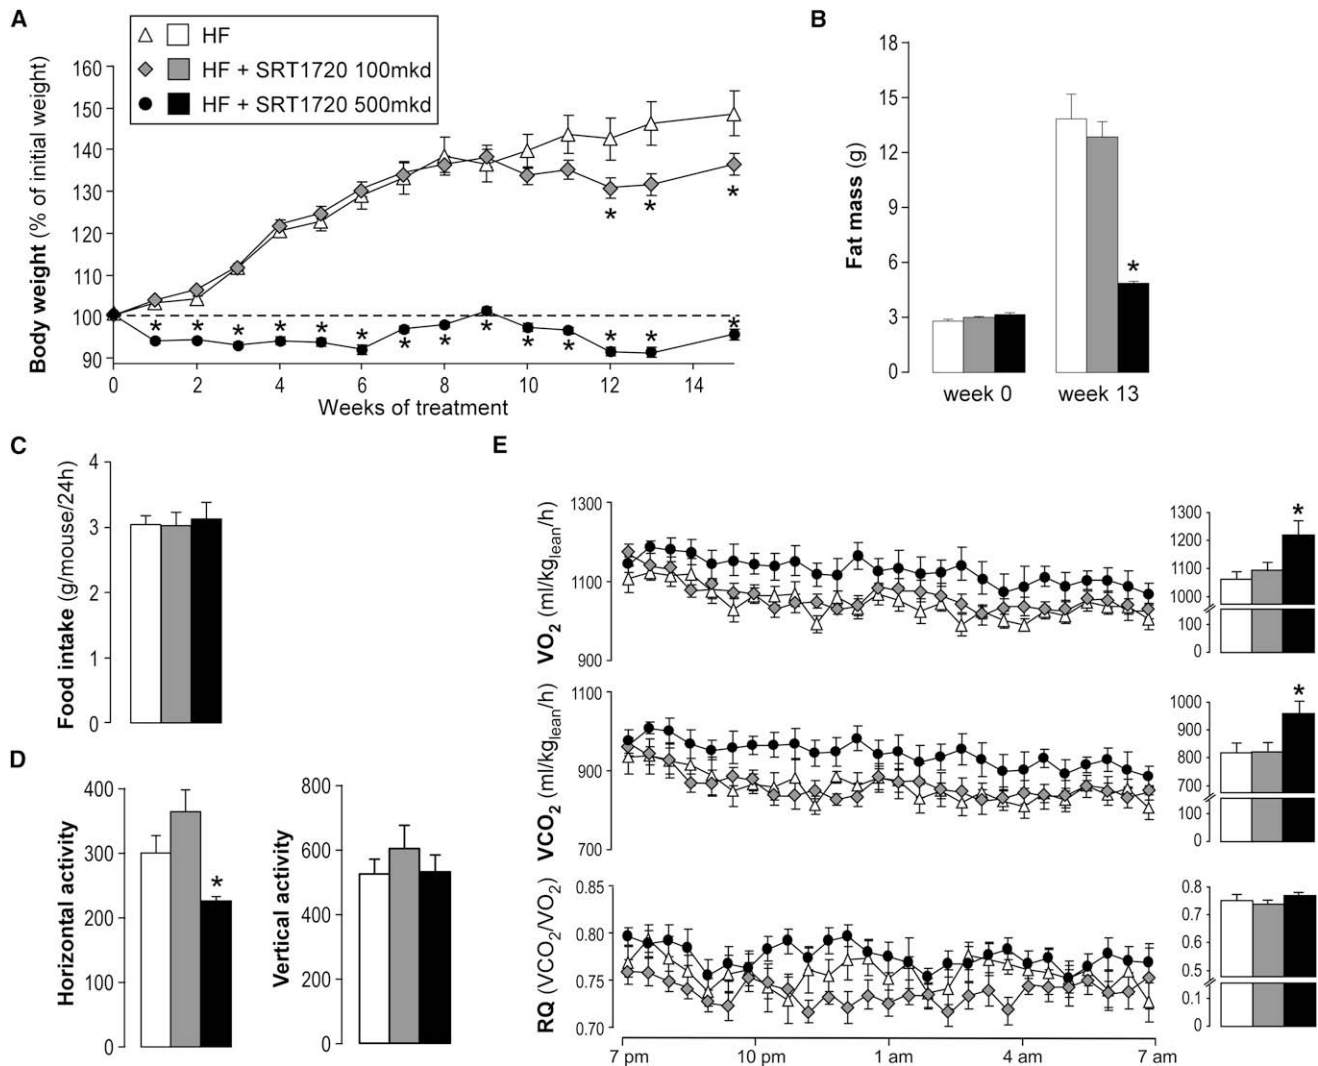 A
HF
HF + SRT1720 100mkd
HF + SRT1720 500mkd
Body weight (% of initial weight)
160
150
140
130
120
110
100
90
* * * * * * * * * * * * * *
* * *
0 2 4 6 8 10 12 14
Weeks of treatment
B
Fat mass (g)
18
15
12
9
6
3
0
*
week 0 week 13
C
Food intake (g/mouse/24h)
4
3
2
1
0
D
Horizontal activity
400
300
200
100
0
*
Vertical activity
800
600
400
200
0
E
VO2 (ml/kglean/h)
1300
1100
900
1300
1200
1100
1000
100
0
*
VCO2 (ml/kglean/h)
1100
900
700
1000
900
800
700
100
0
*
RQ (VCO2/VO2)
0.85
0.80
0.75
0.70
0.8
0.7
0.5
0.1
0
7 pm 10 pm 1 am 4 am 7 am